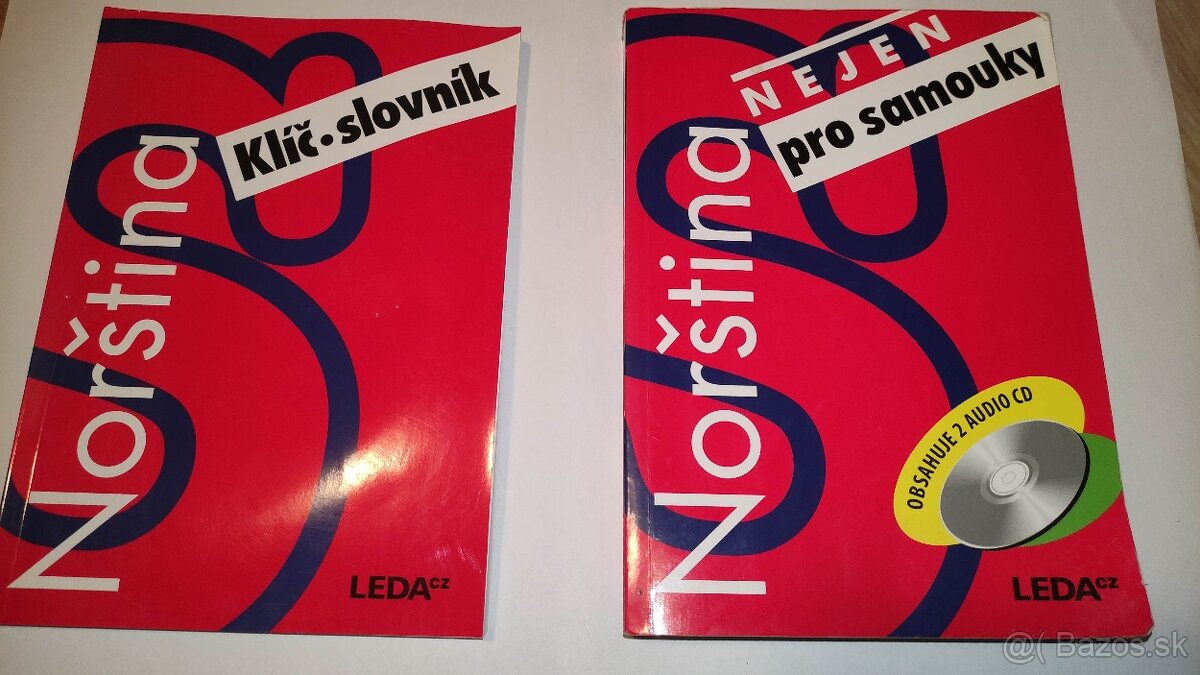 Norština
Klíč•slovník
LEDAcz
Norština
NEJEN
pro samouky
OBSAHUJE 2 AUDIO CD
LEDAcz
@( Bazos.sk